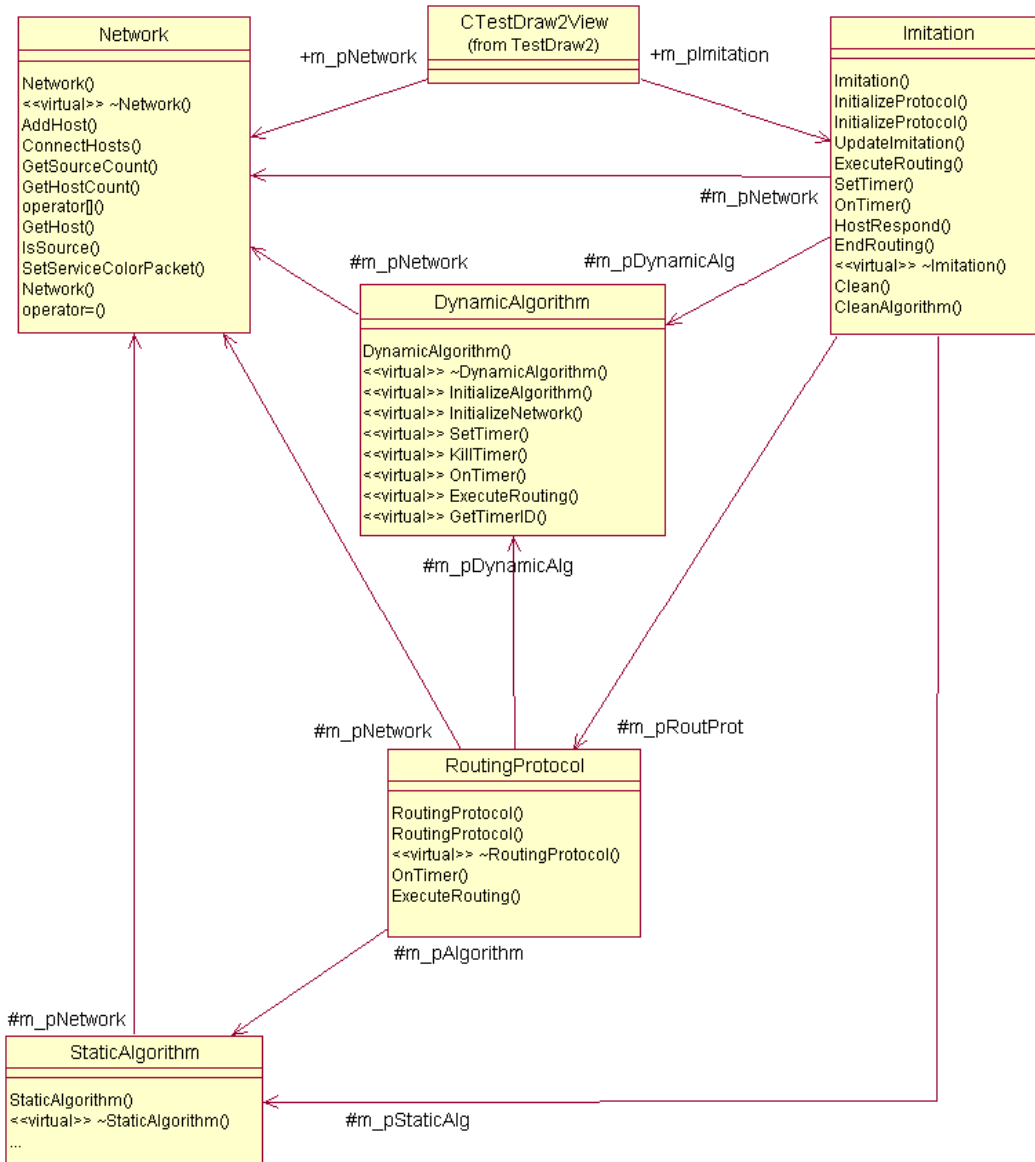 Network
Network()
<<virtual>> ~Network()
AddHost()
ConnectHosts()
GetSourceCount()
GetHostCount()
operator[]()
GetHost()
IsSource()
SetServiceColorPacket()
Network()
operator=()
CTestDraw2View
(from TestDraw2)
+m_pNetwork
+m_pImitation
Imitation
Imitation()
InitializeProtocol()
InitializeProtocol()
UpdateImitation()
ExecuteRouting()
SetTimer()
OnTimer()
HostRespond()
EndRouting()
<<virtual>> ~Imitation()
Clean()
CleanAlgorithm()
#m_pNetwork
#m_pNetwork
#m_pDynamicAlg
DynamicAlgorithm
DynamicAlgorithm()
<<virtual>> ~DynamicAlgorithm()
<<virtual>> InitializeAlgorithm()
<<virtual>> InitializeNetwork()
<<virtual>> SetTimer()
<<virtual>> KillTimer()
<<virtual>> OnTimer()
<<virtual>> ExecuteRouting()
<<virtual>> GetTimerID()
#m_pDynamicAlg
#m_pNetwork
#m_pRoutProt
RoutingProtocol
RoutingProtocol()
RoutingProtocol()
<<virtual>> ~RoutingProtocol()
OnTimer()
ExecuteRouting()
#m_pAlgorithm
#m_pNetwork
StaticAlgorithm
StaticAlgorithm()
<<virtual>> ~StaticAlgorithm()
...
#m_pStaticAlg